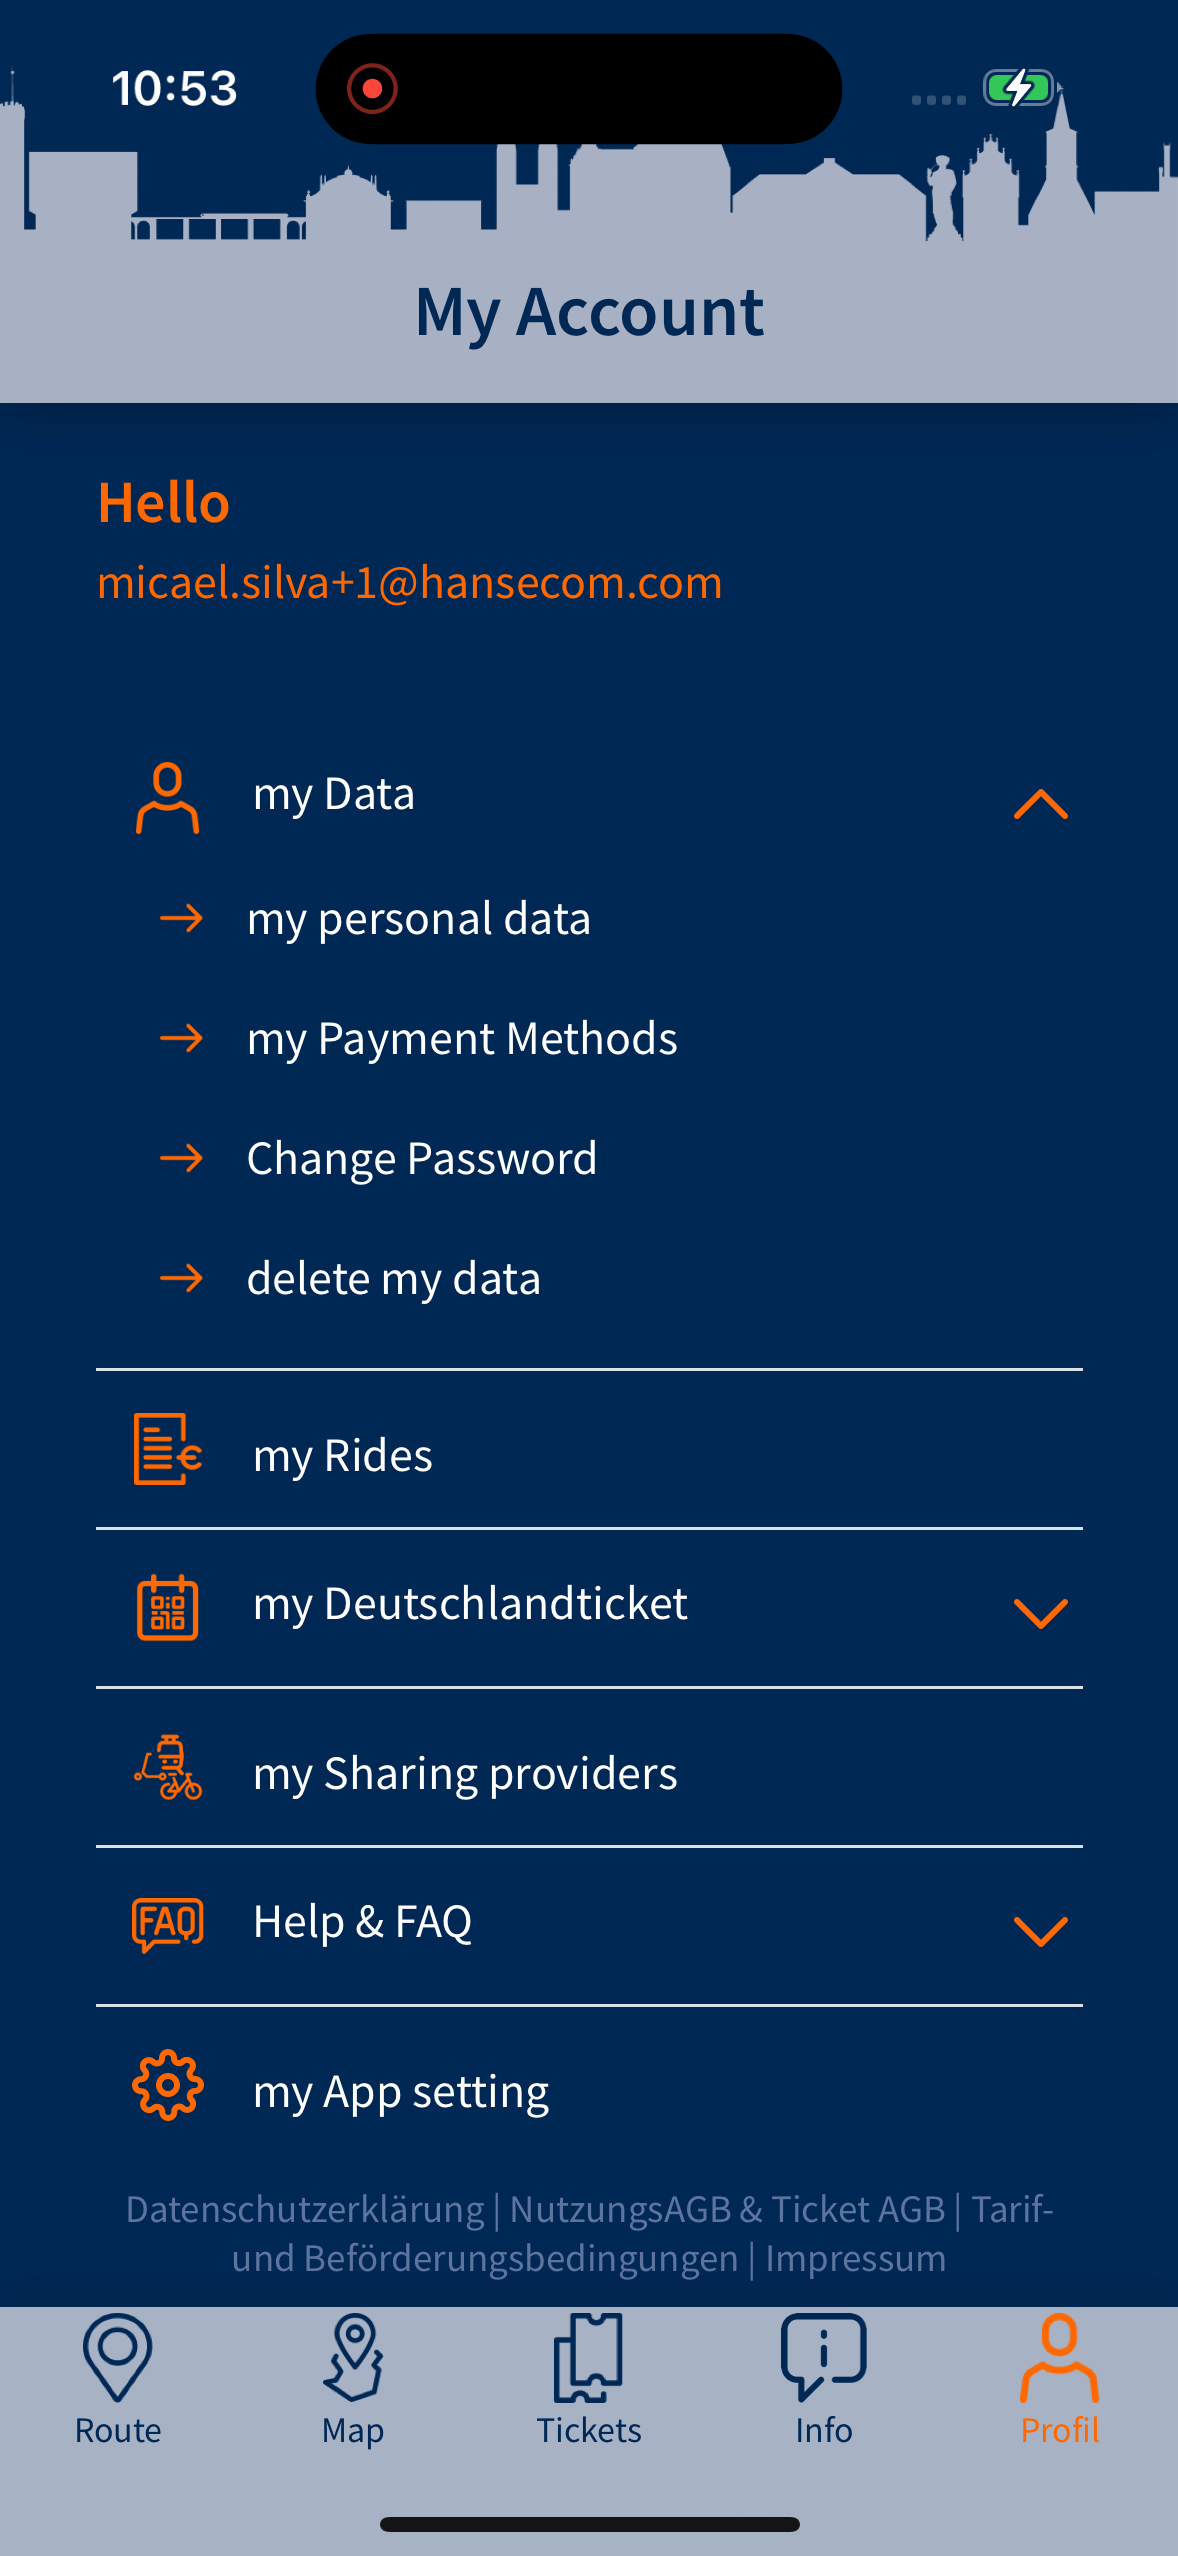 10:53
My Account
Hello
micael.silva+1@hansecom.com
my Data
my personal data
my Payment Methods
Change Password
delete my data
my Rides
my Deutschlandticket
my Sharing providers
FAQ
Help & FAQ
my App setting
Datenschutzerklärung | NutzungsAGB & Ticket AGB | Tarif-
und Beförderungsbedingungen | Impressum
Route
Map
Tickets
Info
Profil